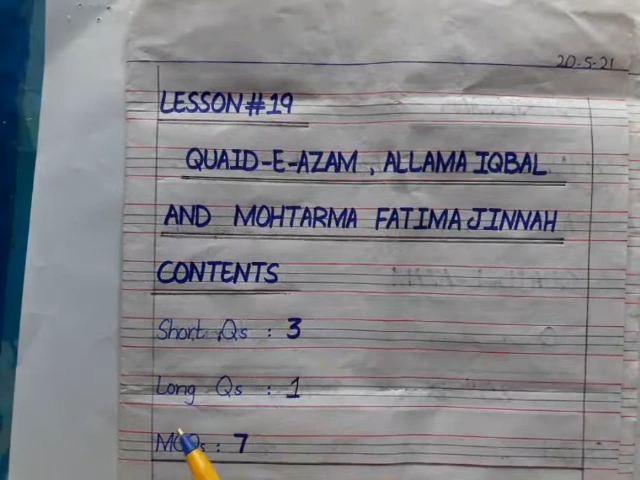 20-5-21
LESSON#19
QUAID-E-AZAM, ALLAMA IQBAL
AND MOHTARMA FATIMA JINNAH
CONTENTS
Short Qs : 3
Long Qs : 1
MCQs : 7